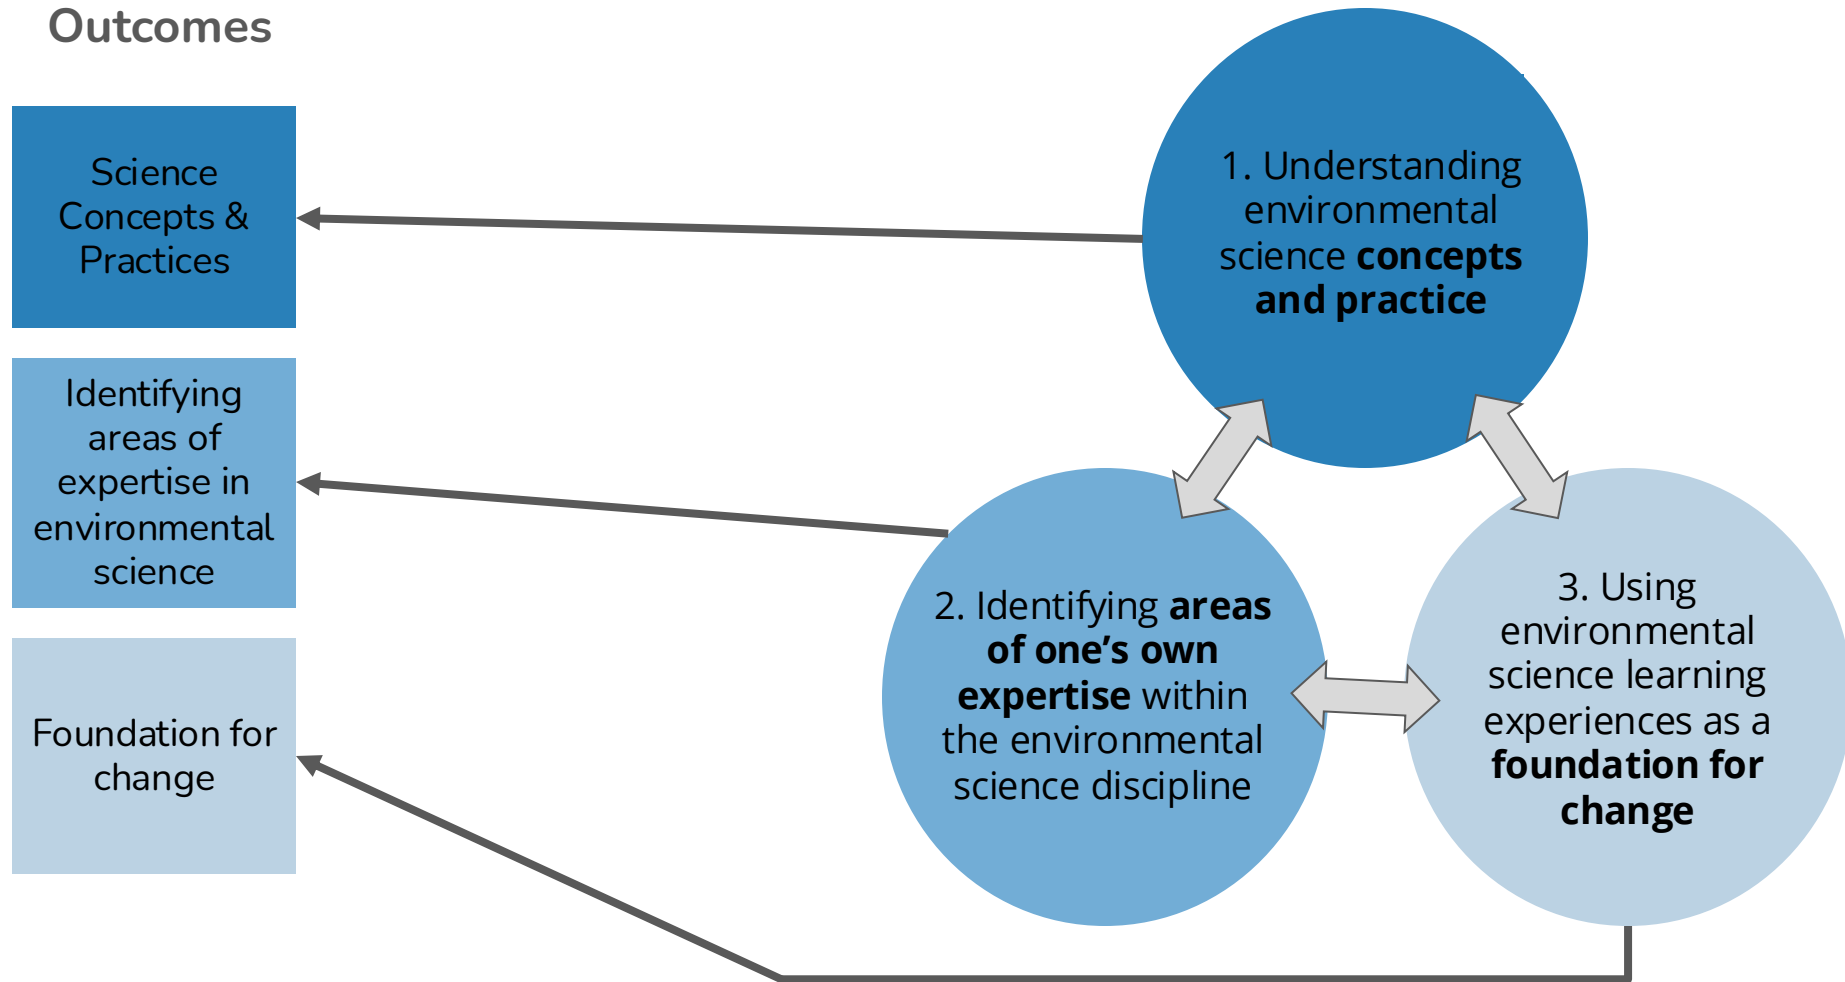 Outcomes
Science
Concepts &
Practices
Identifying
areas of
expertise in
environmental
science
Foundation for
change
1. Understanding
environmental
science concepts
and practice
2. Identifying areas
of one’s own
expertise within
the environmental
science discipline
3. Using
environmental
science learning
experiences as a
foundation for
change